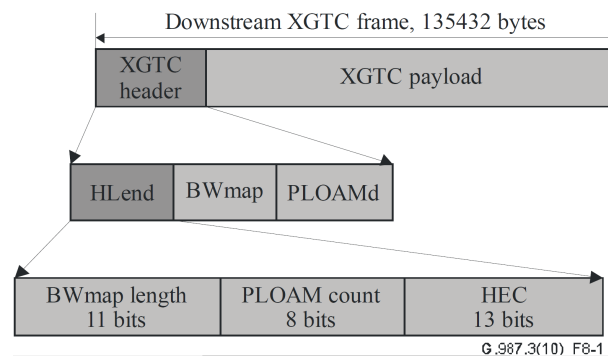 Downstream XGTC frame, 135432 bytes
XGTC
header
XGTC payload
HLend
BWmap
PLOAMd
BWmap length
11 bits
PLOAM count
8 bits
HEC
13 bits
G.987.3(10)_F8-1